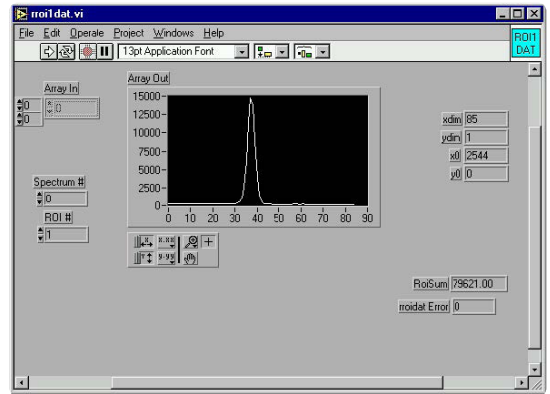 rroi1dat.vi
File Edit Operate Project Windows Help
13pt Application Font
ROI1
DAT
Array In
0
0
0
Array Out
15000
12500
10000
7500
5000
2500
0
0 10 20 30 40 50 60 70 80 90
xdim 85
ydim 1
x0 2544
y0 0
Spectrum #
0
ROI #
1
X.XX
Y.YY
RoiSum 79621.00
rroidat Error 0